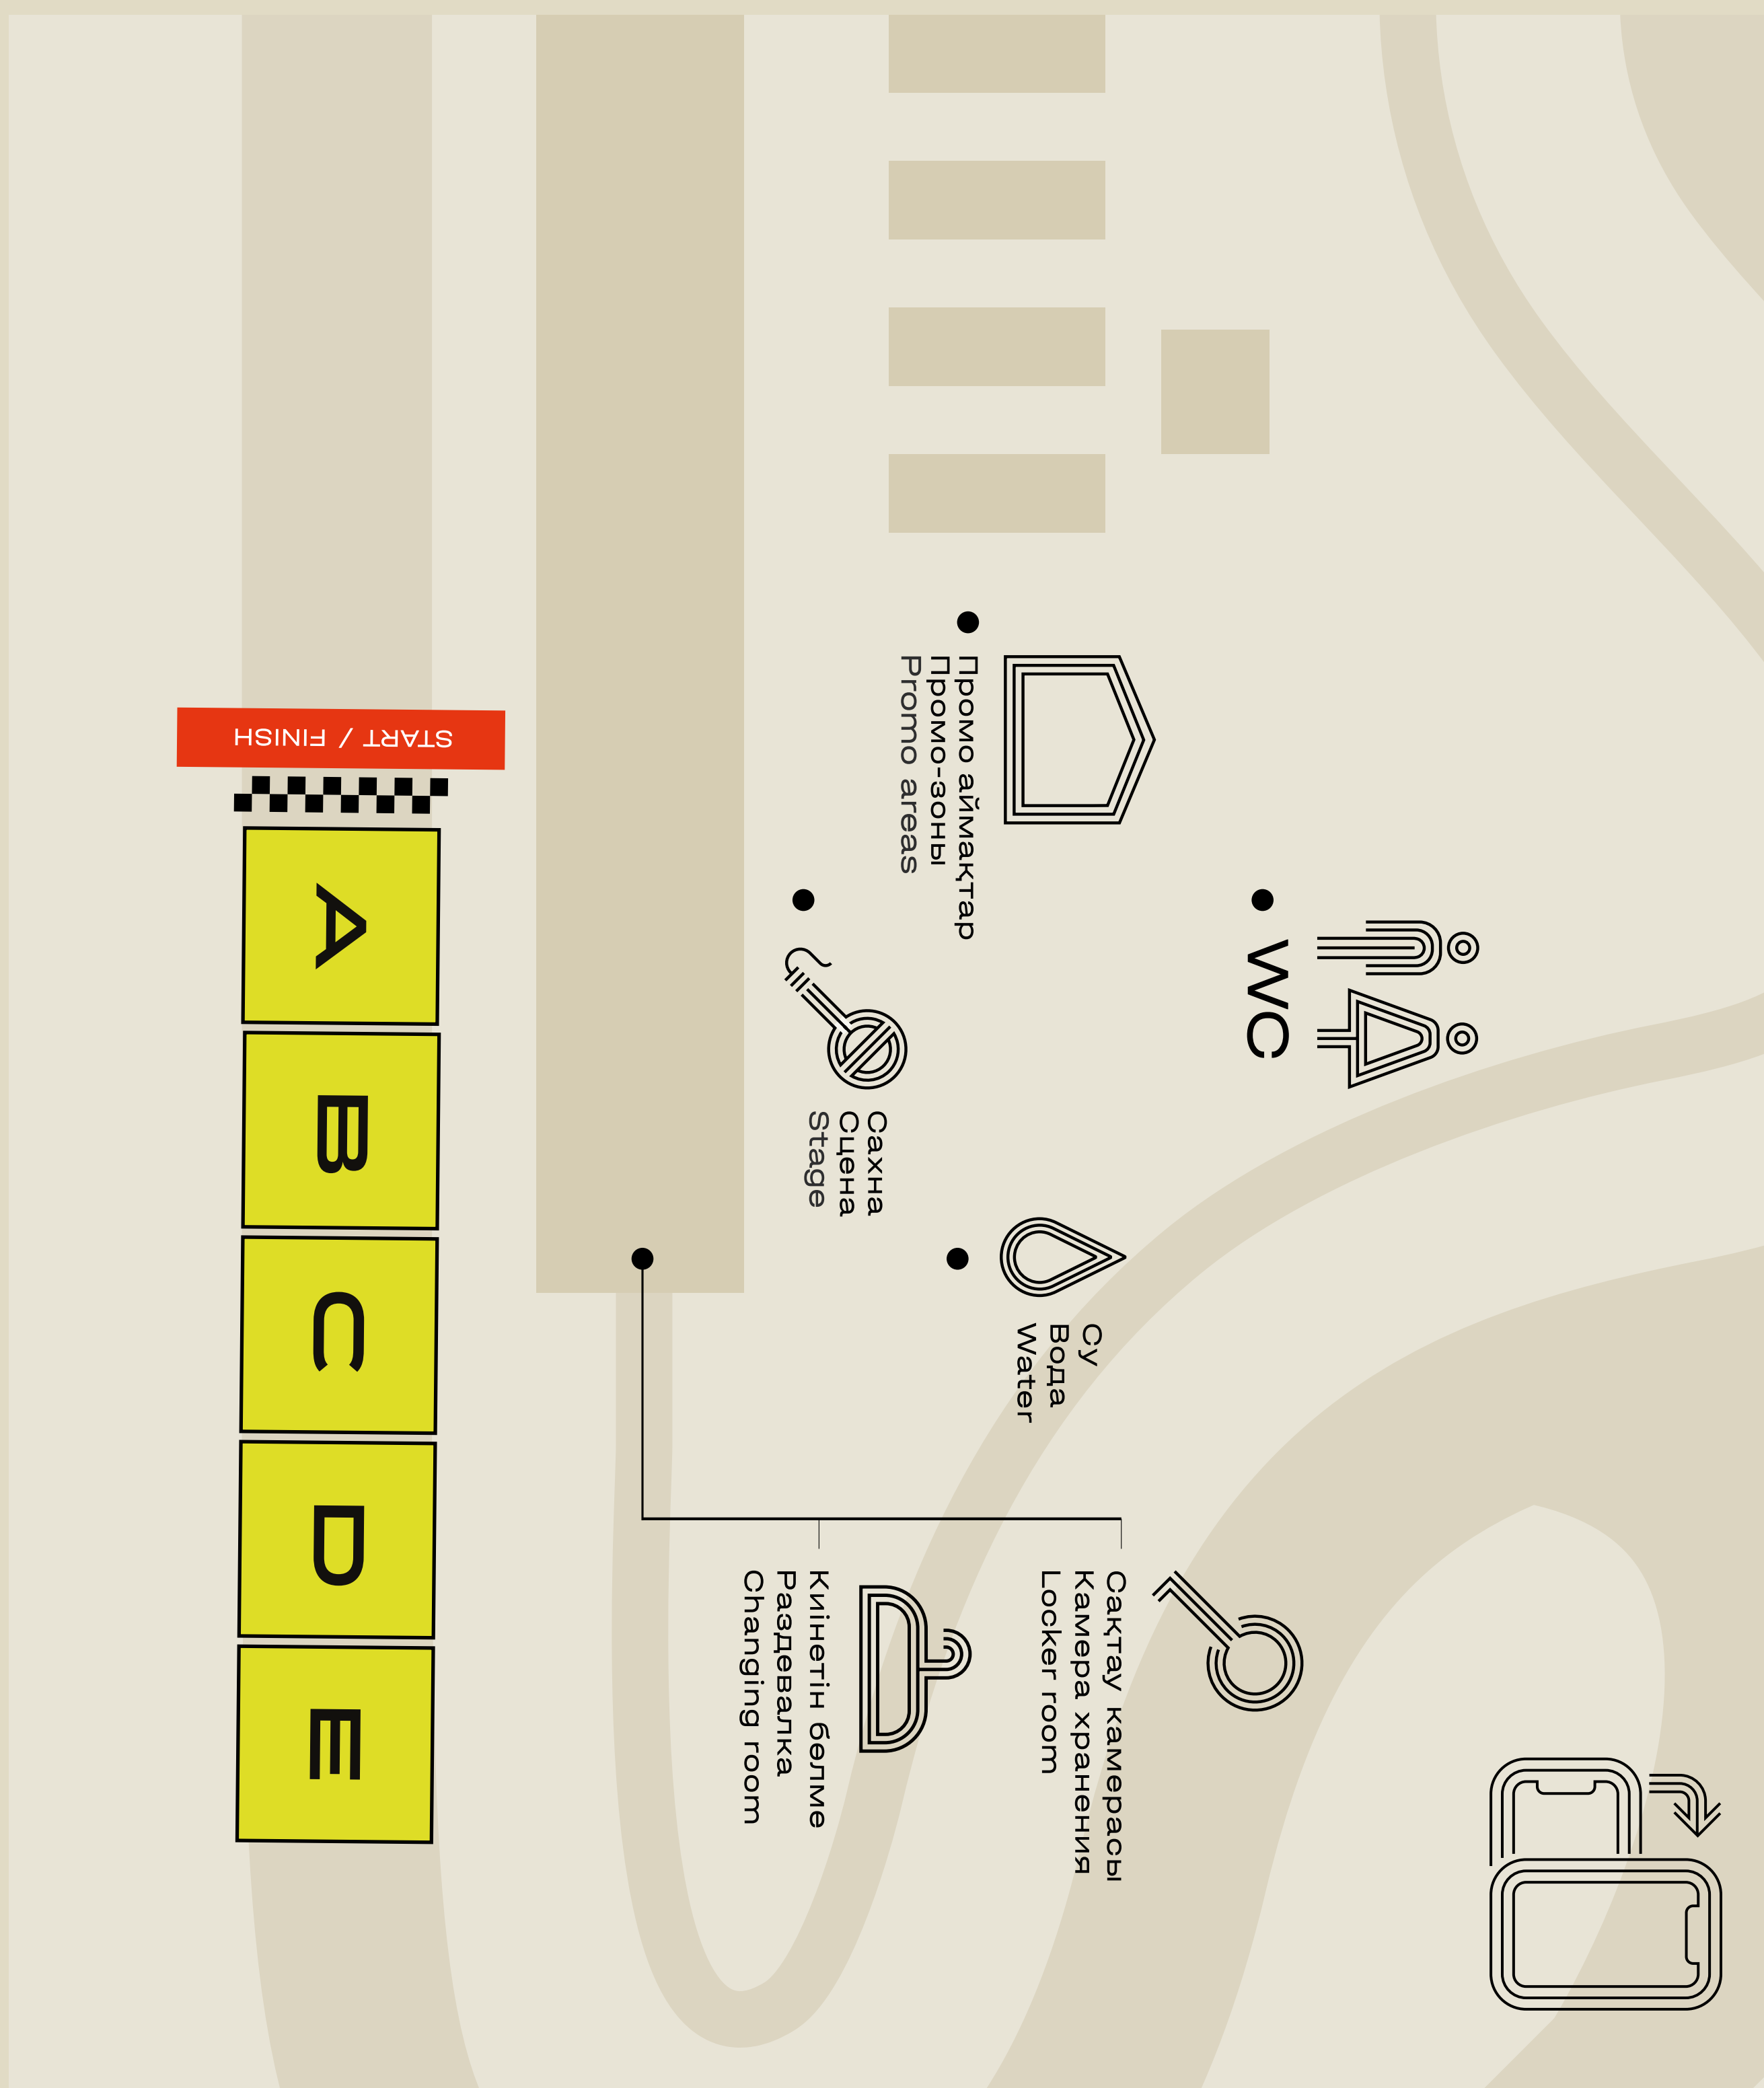 START / FINISH
A
B
C
D
E
Промо аймақтар
Промо-зоны
Promo areas
WC
Сахна
Сцена
Stage
Су
Вода
Water
Сақтау камерасы
Камера хранения
Locker room
Киінетін бөлме
Раздевалка
Changing room